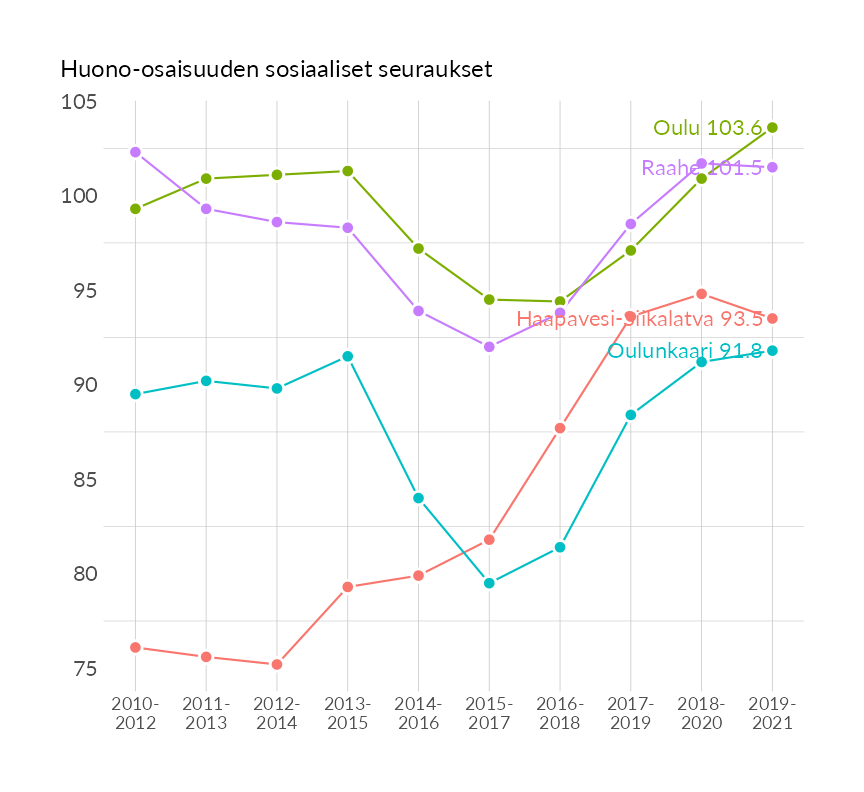 Huono-osaisuuden sosiaaliset seuraukset
105
Oulu 103.6
Raahe 101.5
100
95
Haapavesi-Siikalatva 93.5
Oulunkaari 91.8
90
85
80
75
2010-2012 2011-2013 2012-2014 2013-2015 2014-2016 2015-2017 2016-2018 2017-2019 2018-2020 2019-2021